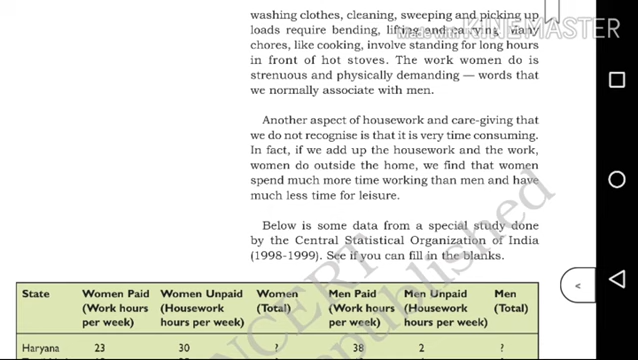 washing clothes, cleaning, sweeping and picking up
loads require bending, lifting and carrying. Many
chores, like cooking, involve standing for long hours
in front of hot stoves. The work women do is
strenuous and physically demanding — words that
we normally associate with men.
Another aspect of housework and care-giving that
we do not recognise is that it is very time consuming.
In fact, if we add up the housework and the work,
women do outside the home, we find that women
spend much more time working than men and have
much less time for leisure.
Below is some data from a special study done
by the Central Statistical Organization of India
(1998-1999). See if you can fill in the blanks.
State Women Paid Women Unpaid Women Men Paid Men Unpaid Men
(Work hours (Housework (Total) (Work hours (Housework (Total)
per week) hours per week) per week) hours per week)
Haryana 23 30 ? 38 2 ?
KINEMASTER
NCERT
republished